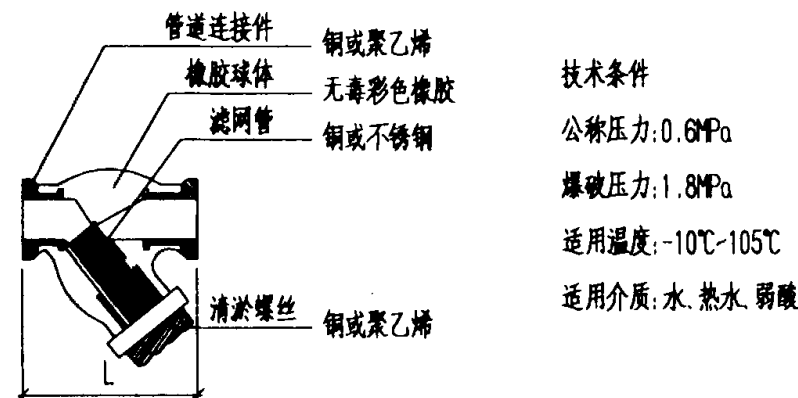 管道连接件
铜或聚乙烯
橡胶球体
无毒彩色橡胶
滤网管
铜或不锈钢
清淤螺丝
铜或聚乙烯
L
技术条件
公称压力:0.6MPa
爆破压力:1.8MPa
适用温度:-10℃~105℃
适用介质:水、热水、弱酸